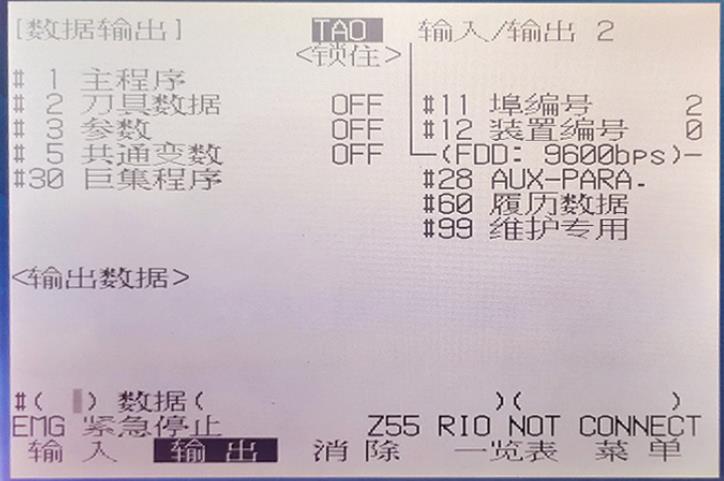 [数据输出] TAO 输入/输出 2
<锁住>
# 1 主程序
# 2 刀具数据 OFF #11 埠编号 2
# 3 参数 OFF #12 装置编号 0
# 5 共通变数 OFF (FDD: 9600bps)
#30 巨集程序 #28 AUX-PARA.
#60 履历数据
#99 维护专用
<输出数据>
#( ) 数据( )( )
EMG 紧急停止 Z55 RIO NOT CONNECT
输入 输出 消除 一览表 菜单